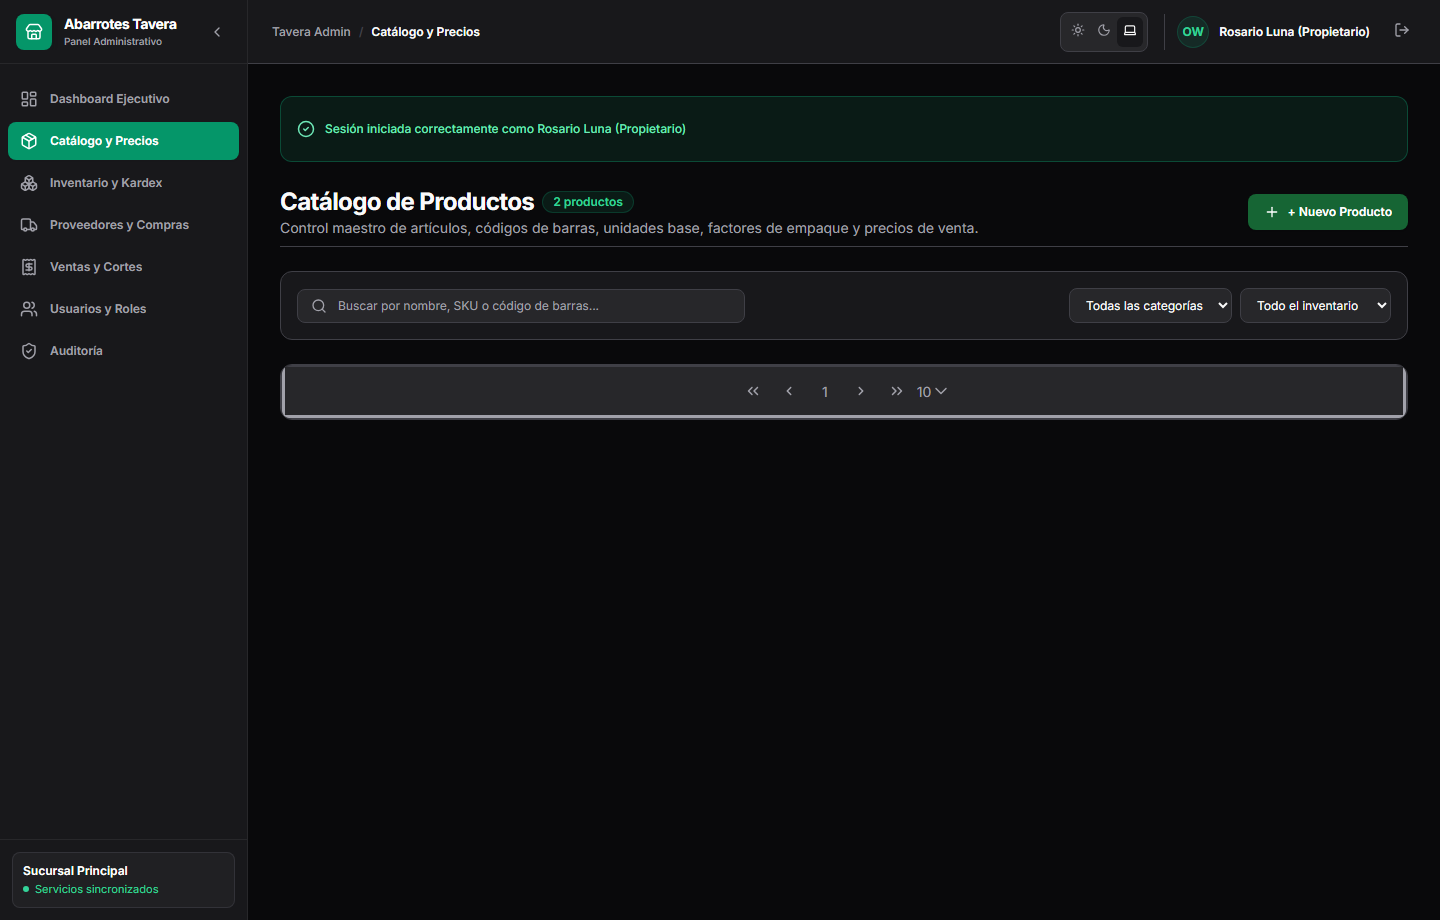 Abarrotes Tavera
Panel Administrativo
Tavera Admin / Catálogo y Precios
OW
Rosario Luna (Propietario)
Dashboard Ejecutivo
Catálogo y Precios
Inventario y Kardex
Proveedores y Compras
Ventas y Cortes
Usuarios y Roles
Auditoría
Sesión iniciada correctamente como Rosario Luna (Propietario)
Catálogo de Productos
2 productos
Control maestro de artículos, códigos de barras, unidades base, factores de empaque y precios de venta.
+ Nuevo Producto
Buscar por nombre, SKU o código de barras...
Todas las categorías
Todo el inventario
1
10
Sucursal Principal
Servicios sincronizados